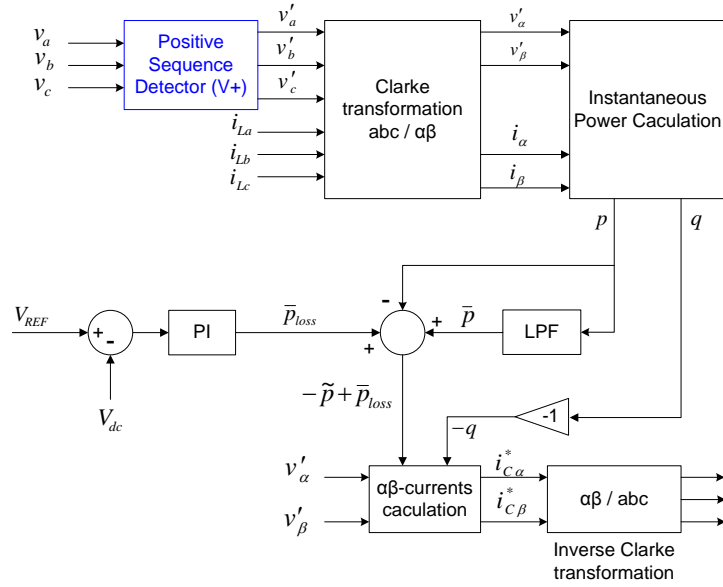 v_a
v_b
v_c
Positive
Sequence
Detector (V+)
v′_a
v′_b
v′_c
i_La
i_Lb
i_Lc
Clarke
transformation
abc / αβ
v′_α
v′_β
i_α
i_β
Instantaneous
Power Caculation
p
q
V_REF
+
-
V_dc
PI
p̅_loss
-
+
+
p̅
LPF
−p̃ + p̅_loss
-1
−q
v′_α
v′_β
αβ-currents
caculation
i*_Cα
i*_Cβ
αβ / abc
Inverse Clarke
transformation